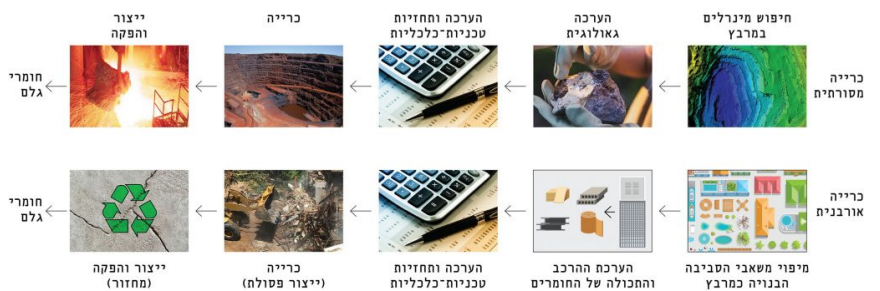 חיפוש מינרלים
במרבץ
הערכה
גאולוגית
הערכה ותחזיות
טכניות-כלכליות
כרייה
ייצור
והפקה
כרייה
מסורתית
חומרי
גלם
כרייה
אורבנית
חומרי
גלם
מיפוי משאבי הסביבה
הבנויה כמרבץ
הערכת ההרכב
והתכולה של החומרים
הערכה ותחזיות
טכניות-כלכליות
כרייה
(ייצור פסולת)
ייצור והפקה
(מחזור)